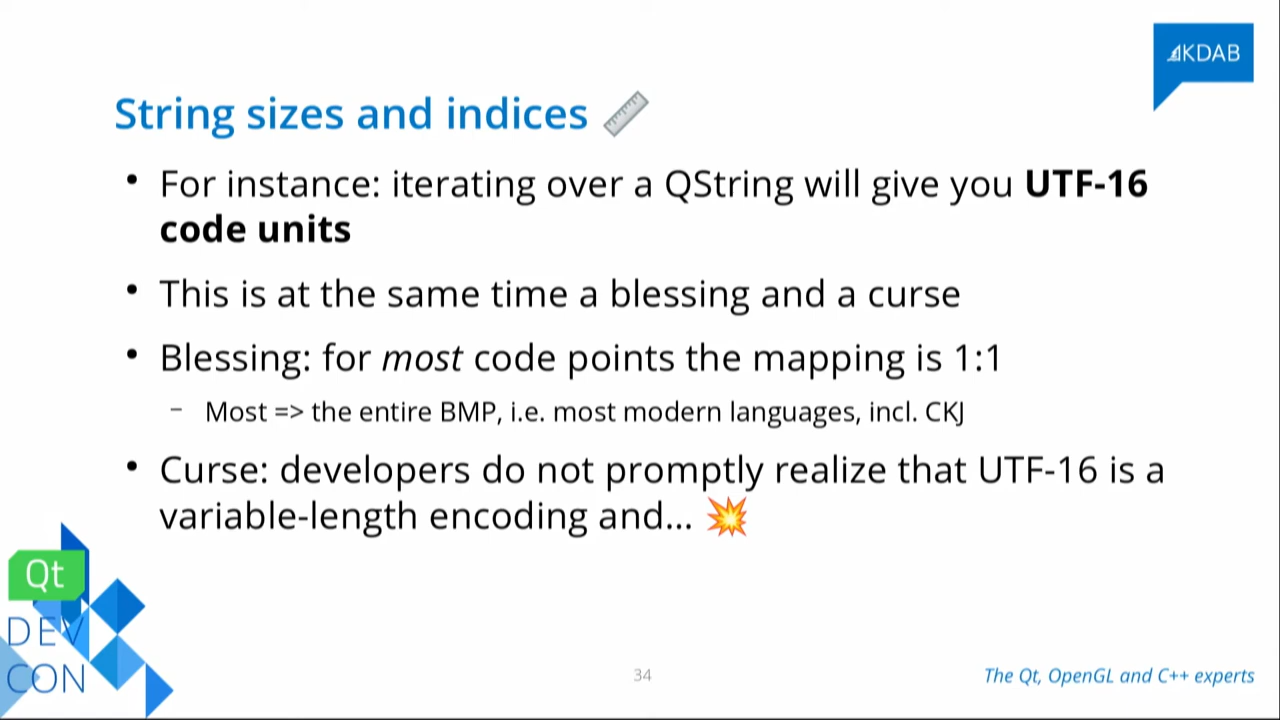 KDAB
String sizes and indices 📏
• For instance: iterating over a QString will give you UTF-16
code units
• This is at the same time a blessing and a curse
• Blessing: for most code points the mapping is 1:1
– Most => the entire BMP, i.e. most modern languages, incl. CKJ
• Curse: developers do not promptly realize that UTF-16 is a
variable-length encoding and... 💥
Qt
DEV
CON
34
The Qt, OpenGL and C++ experts